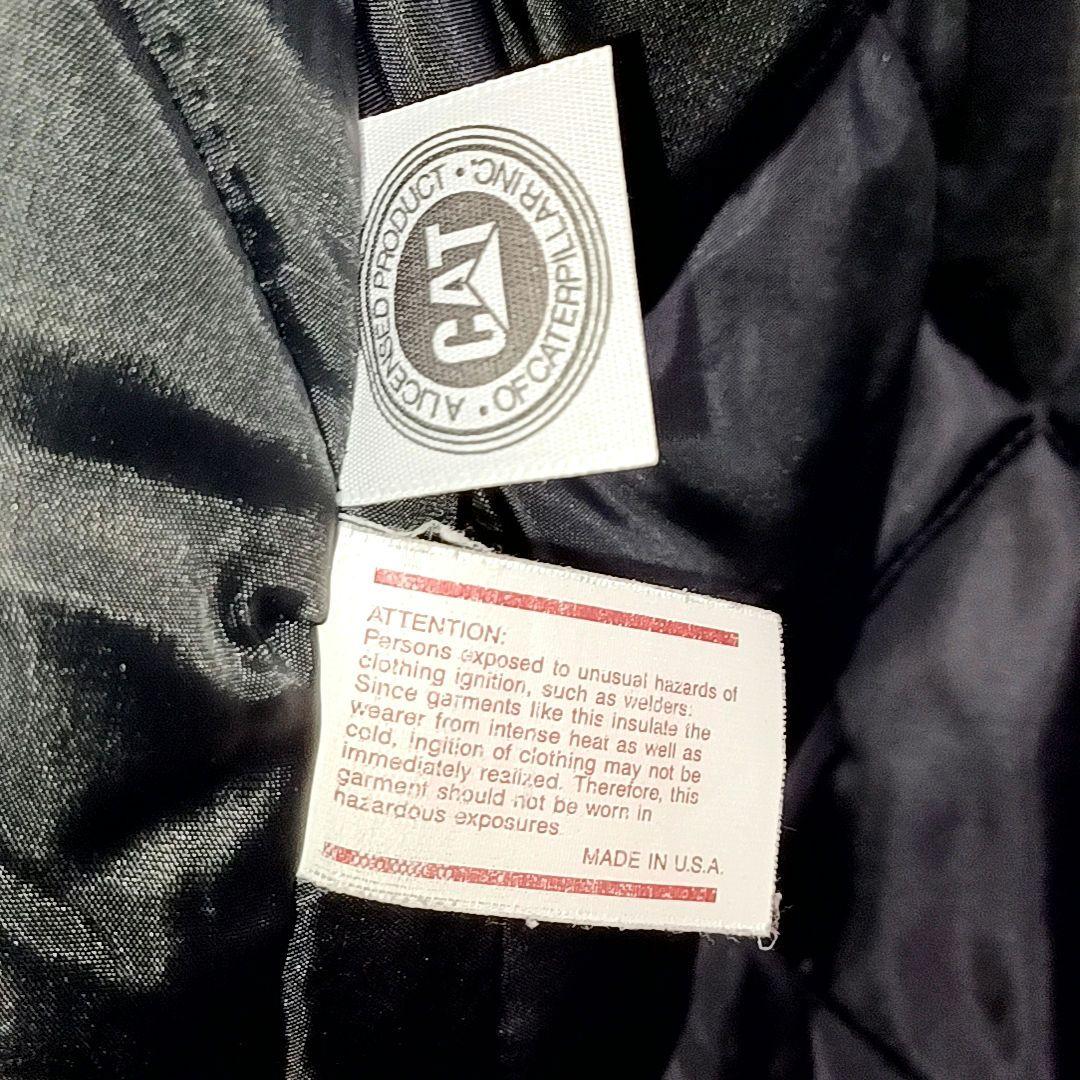 A LICENSED PRODUCT •
OF CATERPILLAR INC. •
CAT
ATTENTION:
Persons exposed to unusual hazards of
clothing ignition, such as welders:
Since garments like this insulate the
wearer from intense heat as well as
cold, ingition of clothing may not be
immediately realized. Therefore, this
garment should not be worn in
hazardous exposures.
MADE IN U.S.A.